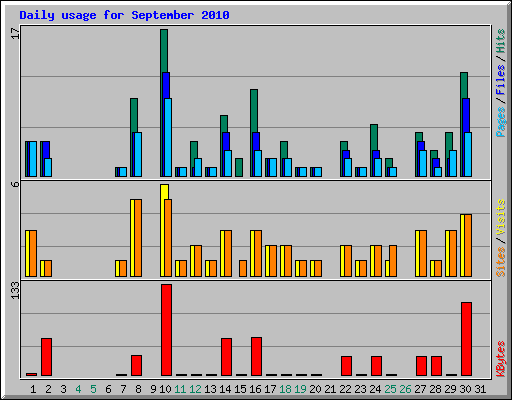 Daily usage for September 2010
17
Pages / Files / Hits
6
Sites / Visits
133
KBytes
1 2 3 4 5 6 7 8 9 10 11 12 13 14 15 16 17 18 19 20 21 22 23 24 25 26 27 28 29 30 31